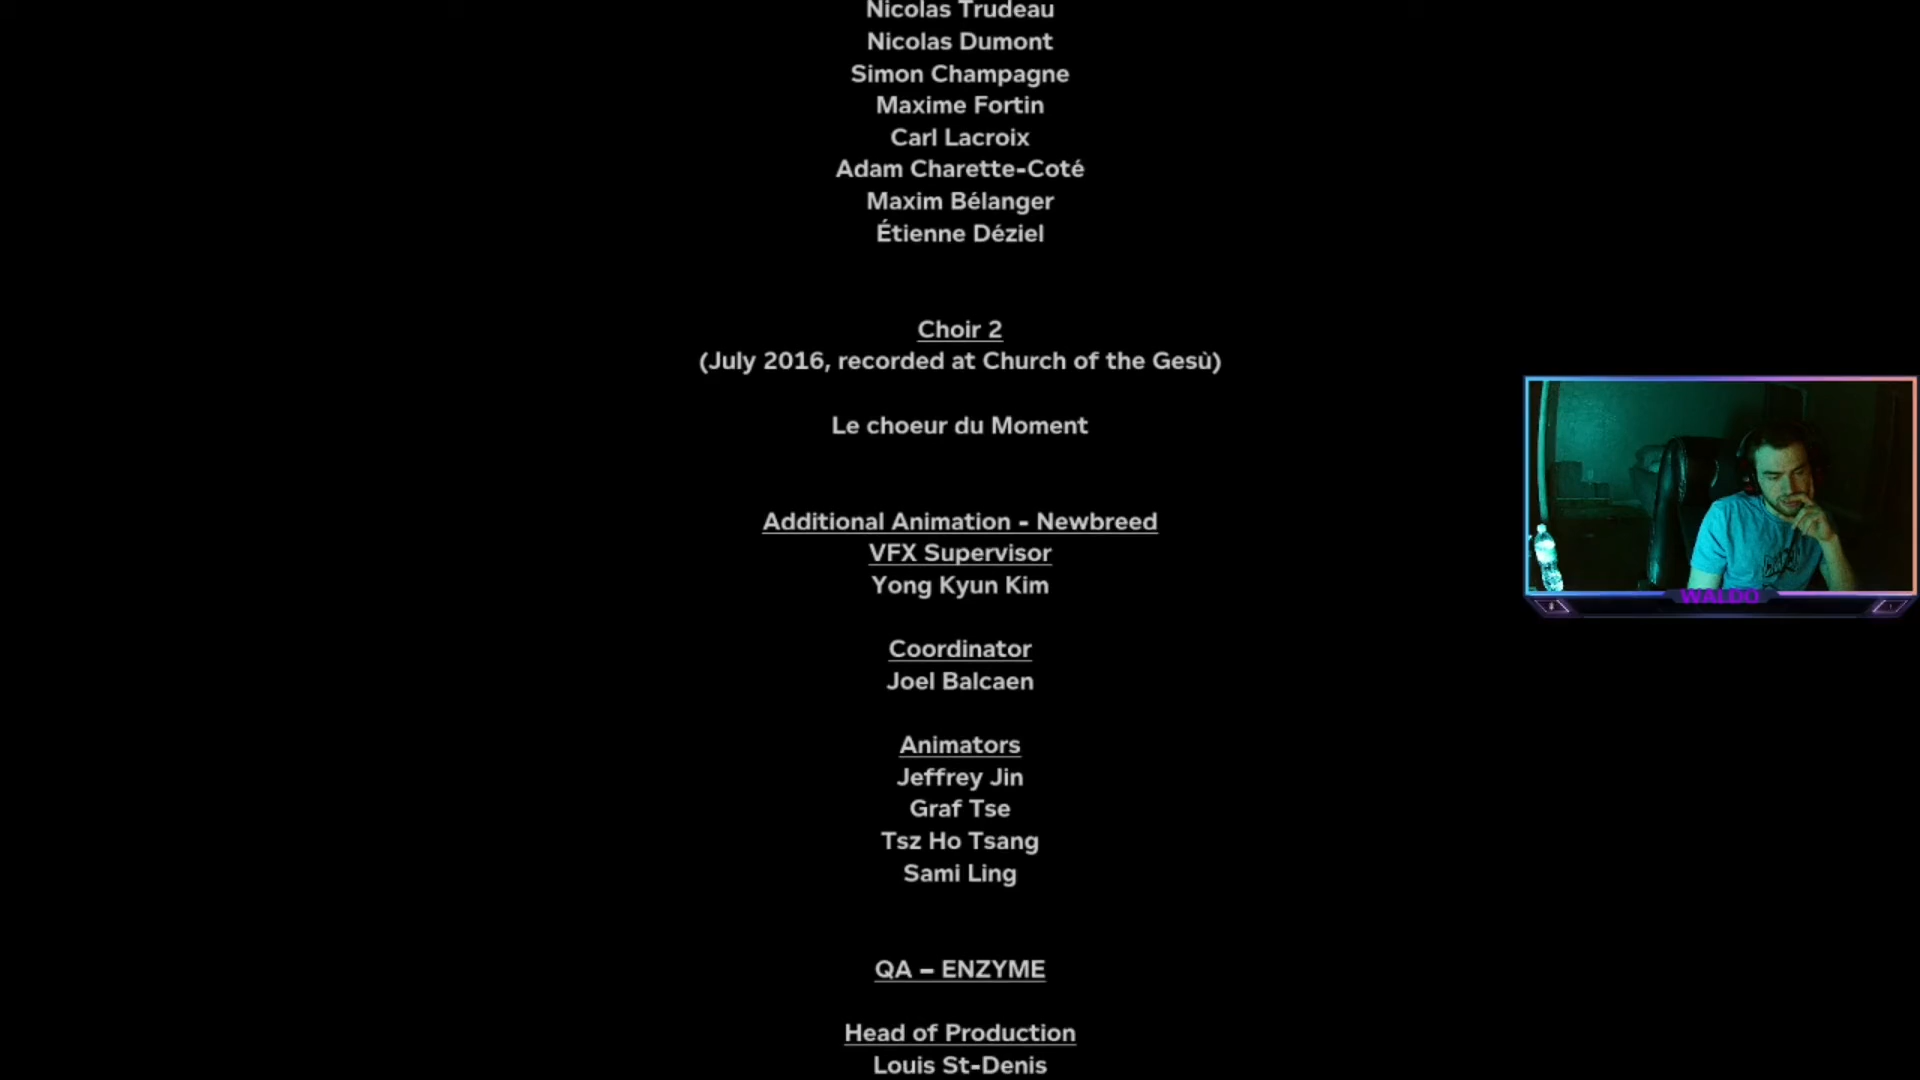 Nicolas Trudeau
Nicolas Dumont
Simon Champagne
Maxime Fortin
Carl Lacroix
Adam Charette-Coté
Maxim Bélanger
Étienne Déziel
Choir 2
(July 2016, recorded at Church of the Gesù)
Le choeur du Moment
Additional Animation - Newbreed
VFX Supervisor
Yong Kyun Kim
Coordinator
Joel Balcaen
Animators
Jeffrey Jin
Graf Tse
Tsz Ho Tsang
Sami Ling
QA – ENZYME
Head of Production
Louis St-Denis
WALDO